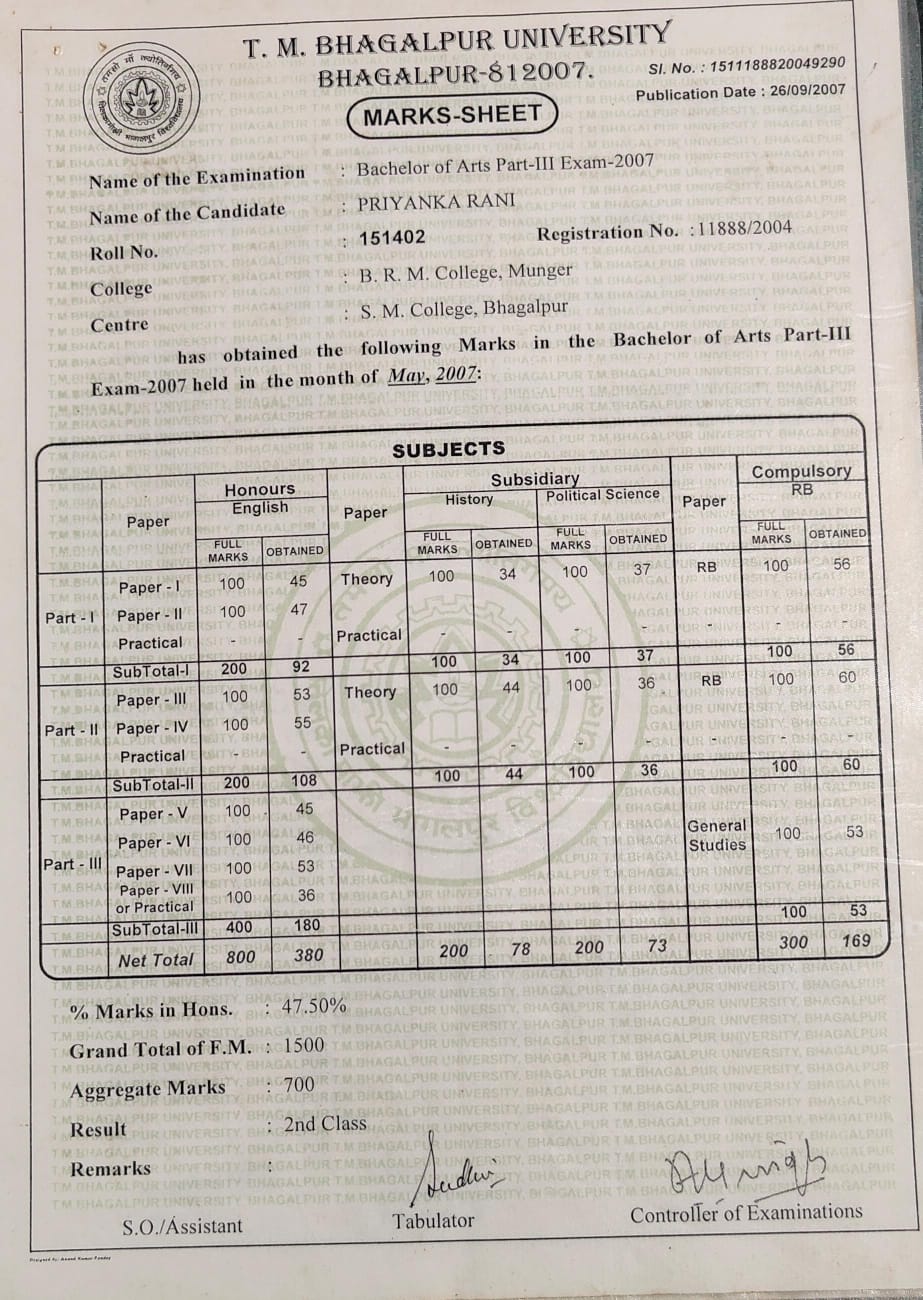 T. M. BHAGALPUR UNIVERSITY
BHAGALPUR-812007.
Sl. No. : 1511188820049290
Publication Date : 26/09/2007
MARKS-SHEET
Name of the Examination : Bachelor of Arts Part-III Exam-2007
Name of the Candidate : PRIYANKA RANI
Roll No. : 151402 Registration No. :11888/2004
College : B. R. M. College, Munger
Centre : S. M. College, Bhagalpur
has obtained the following Marks in the Bachelor of Arts Part-III
Exam-2007 held in the month of May, 2007:
SUBJECTS
Paper Honours Paper Subsidiary Paper Compulsory
English History Political Science RB
FULL MARKS OBTAINED FULL MARKS OBTAINED FULL MARKS OBTAINED FULL MARKS OBTAINED
Part - I Paper - I 100 45 Theory 100 34 100 37 RB 100 56
Paper - II 100 47
Practical - - Practical - - - - - - -
SubTotal-I 200 92 100 34 100 37 100 56
Part - II Paper - III 100 53 Theory 100 44 100 36 RB 100 60
Paper - IV 100 55
Practical - - Practical - - - - - - -
SubTotal-II 200 108 100 44 100 36 100 60
Part - III Paper - V 100 45
Paper - VI 100 46 General Studies 100 53
Paper - VII 100 53
Paper - VIII or Practical 100 36
SubTotal-III 400 180 100 53
Net Total 800 380 200 78 200 73 300 169
% Marks in Hons. : 47.50%
Grand Total of F.M. : 1500
Aggregate Marks : 700
Result : 2nd Class
Remarks :
S.O./Assistant Tabulator Controller of Examinations
Designed By: Anand Kumar Pandey